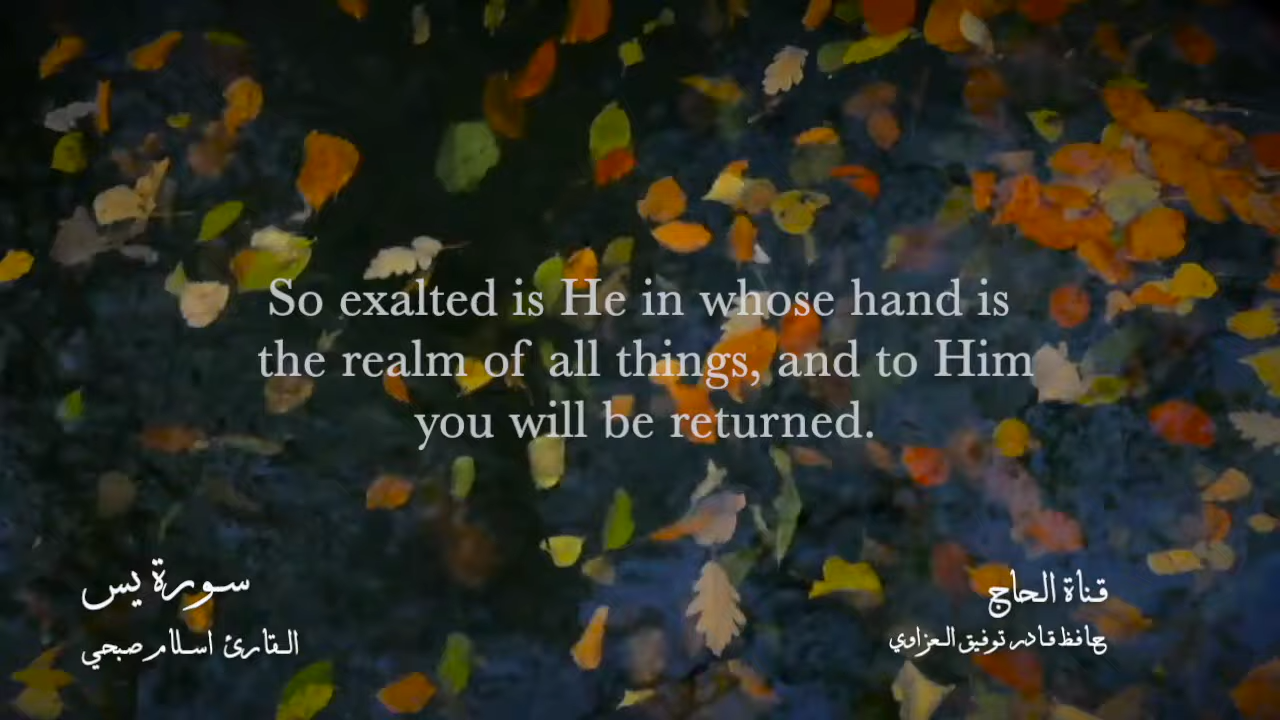 So exalted is He in whose hand is
the realm of all things, and to Him
you will be returned.
سورة يس
القارئ اسلام صبحي
قناة الحاج
حافظ قادر توفيق العزاوي